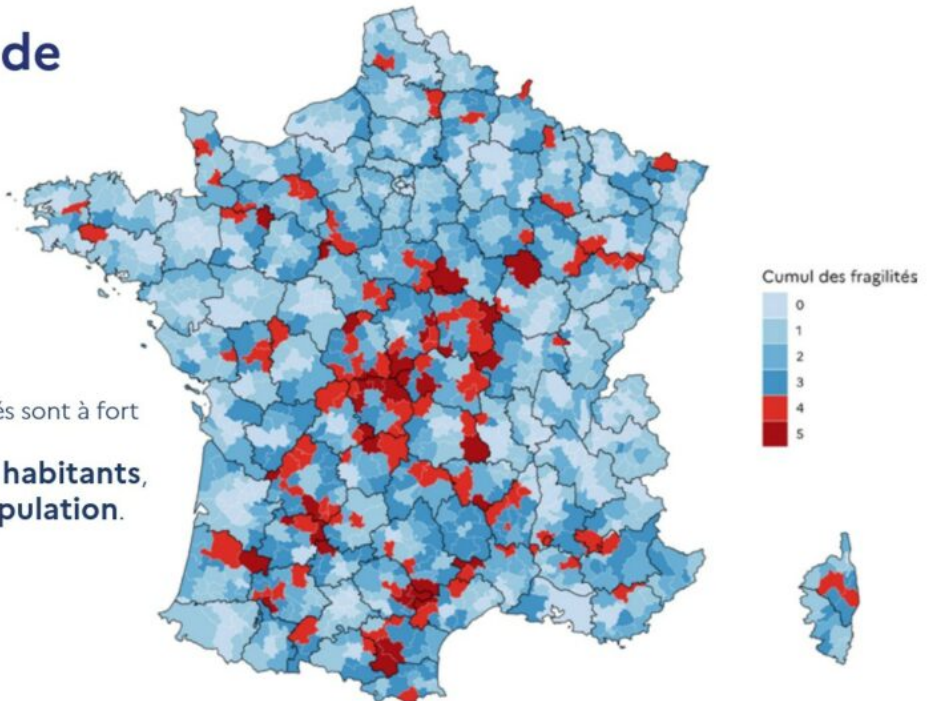 de
Cumul des fragilités
0
1
2
3
4
5
és sont à fort
habitants,
pulation.